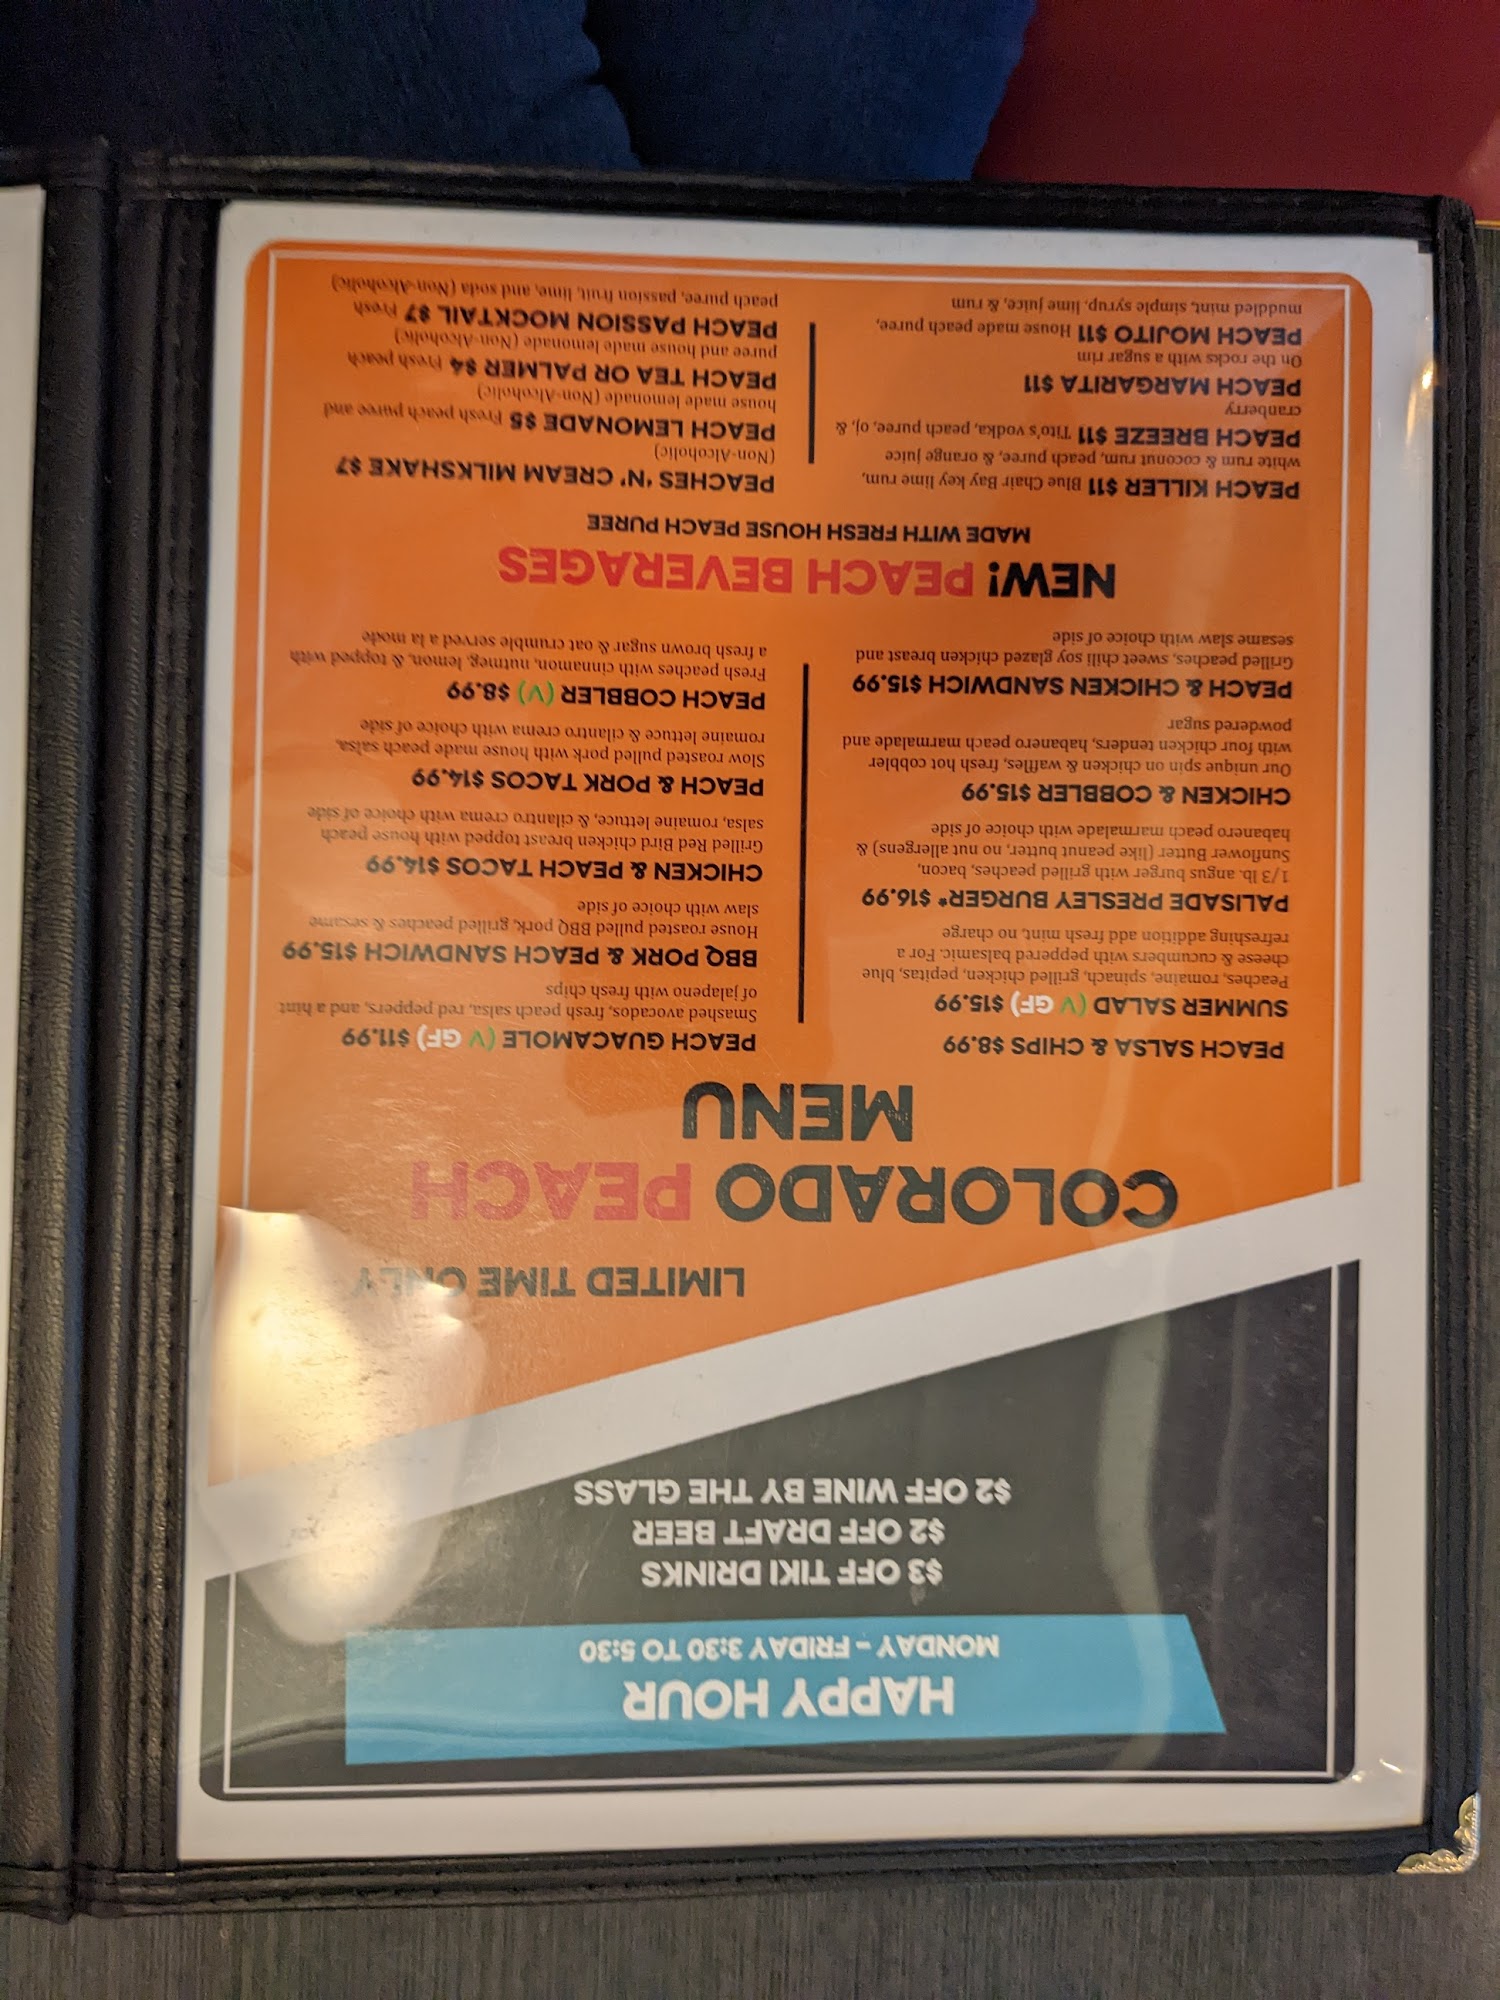 HAPPY HOUR
MONDAY – FRIDAY 3:30 TO 5:30
$3 OFF TIKI DRINKS
$2 OFF DRAFT BEER
$2 OFF WINE BY THE GLASS
LIMITED TIME ONLY
COLORADO PEACH
MENU
PEACH SALSA & CHIPS $8.99
SUMMER SALAD (V GF) $15.99
Peaches, romaine, spinach, grilled chicken, pepitas, blue
cheese & cucumbers with peppered balsamic. For a
refreshing addition add fresh mint, no charge
PALISADE PRESLEY BURGER* $16.99
1/3 lb. angus burger with grilled peaches, bacon,
Sunflower Butter (like peanut butter, no nut allergens) &
habanero peach marmalade with choice of side
CHICKEN & COBBLER $15.99
Our unique spin on chicken & waffles, fresh hot cobbler
with four chicken tenders, habanero peach marmalade and
powdered sugar
PEACH & CHICKEN SANDWICH $15.99
Grilled peaches, sweet chili soy glazed chicken breast and
sesame slaw with choice of side
PEACH GUACAMOLE (V GF) $11.99
Smashed avocados, fresh peach salsa, red peppers, and a hint
of jalapeno with fresh chips
BBQ PORK & PEACH SANDWICH $15.99
House roasted pulled BBQ pork, grilled peaches & sesame
slaw with choice of side
CHICKEN & PEACH TACOS $14.99
Grilled Red Bird chicken breast topped with house peach
salsa, romaine lettuce, & cilantro crema with choice of side
PEACH & PORK TACOS $14.99
Slow roasted pulled pork with house made peach salsa,
romaine lettuce & cilantro crema with choice of side
PEACH COBBLER (V) $8.99
Fresh peaches with cinnamon, nutmeg, lemon, & topped with
a fresh brown sugar & oat crumble served a la mode
NEW! PEACH BEVERAGES
MADE WITH FRESH HOUSE PEACH PUREE
PEACH KILLER $11 Blue Chair Bay key lime rum,
white rum & coconut rum, peach puree, & orange juice
PEACH BREEZE $11 Tito's vodka, peach puree, oj, &
cranberry
PEACH MARGARITA $11
On the rocks with a sugar rim
PEACH MOJITO $11 House made peach puree,
muddled mint, simple syrup, lime juice, & rum
PEACHES 'N' CREAM MILKSHAKE $7
(Non-Alcoholic)
PEACH LEMONADE $5 Fresh peach puree and
house made lemonade (Non-Alcoholic)
PEACH TEA OR PALMER $4 Fresh peach
puree and house made lemonade (Non-Alcoholic)
PEACH PASSION MOCKTAIL $7 Fresh
peach puree, passion fruit, lime, and soda (Non-Alcoholic)